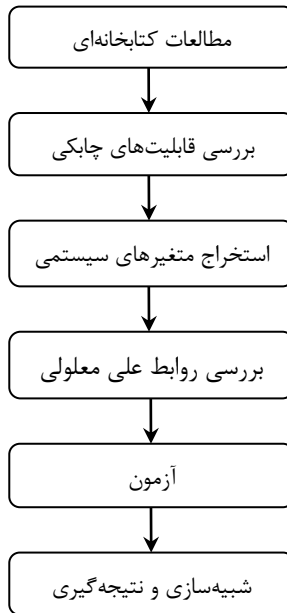 مطالعات کتابخانه‌ای
بررسی قابلیت‌های چابکی
استخراج متغیرهای سیستمی
بررسی روابط علی معلولی
آزمون
شبیه‌سازی و نتیجه‌گیری